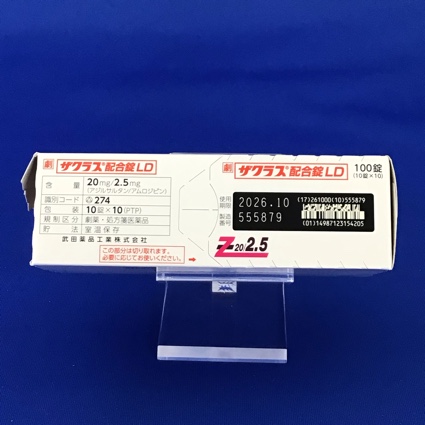 劇 ザクラス配合錠LD
含量 20mg/2.5mg
(アジルサルタン/アムロジピン)
識別コード 274
包装 10錠×10(PTP)
規制区分 劇薬・処方箋医薬品
貯法 室温保存
武田薬品工業株式会社
この部分は切り取れます。
必要に応じてお使いください。
劇 ザクラス配合錠LD
100錠
(10錠×10)
使用期限 2026.10
製造番号 555879
(17)261000(10)555879
(01)14987123154205
Z20 2.5